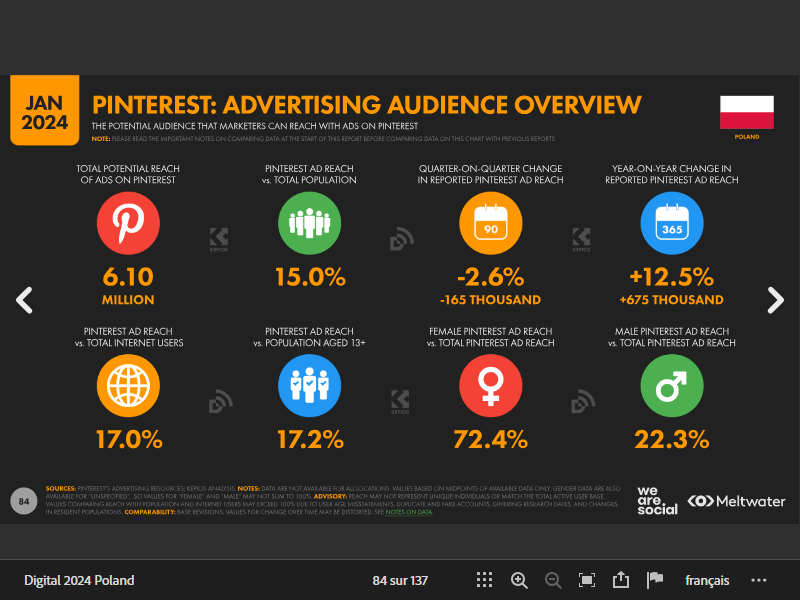 JAN
2024
PINTEREST: ADVERTISING AUDIENCE OVERVIEW
THE POTENTIAL AUDIENCE THAT MARKETERS CAN REACH WITH ADS ON PINTEREST
NOTE: PLEASE READ THE IMPORTANT NOTES ON COMPARING DATA AT THE START OF THIS REPORT BEFORE COMPARING DATA ON THIS CHART WITH PREVIOUS REPORTS
POLAND
TOTAL POTENTIAL REACH
OF ADS ON PINTEREST
6.10
MILLION
PINTEREST AD REACH
vs. TOTAL POPULATION
15.0%
QUARTER-ON-QUARTER CHANGE
IN REPORTED PINTEREST AD REACH
90
-2.6%
-165 THOUSAND
YEAR-ON-YEAR CHANGE IN
REPORTED PINTEREST AD REACH
365
+12.5%
+675 THOUSAND
KEPIOS
KEPIOS
PINTEREST AD REACH
vs. TOTAL INTERNET USERS
17.0%
PINTEREST AD REACH
vs. POPULATION AGED 13+
17.2%
FEMALE PINTEREST AD REACH
vs. TOTAL PINTEREST AD REACH
72.4%
MALE PINTEREST AD REACH
vs. TOTAL PINTEREST AD REACH
22.3%
KEPIOS
84
SOURCES: PINTEREST'S ADVERTISING RESOURCES; KEPIOS ANALYSIS. NOTES: DATA ARE NOT AVAILABLE FOR ALL LOCATIONS. VALUES BASED ON MIDPOINTS OF AVAILABLE DATA ONLY. GENDER DATA ARE ALSO
AVAILABLE FOR "UNSPECIFIED", SO VALUES FOR "FEMALE" AND "MALE" MAY NOT SUM TO 100%. ADVISORY: REACH MAY NOT REPRESENT UNIQUE INDIVIDUALS OR MATCH THE TOTAL ACTIVE USER BASE.
VALUES COMPARING REACH WITH POPULATION AND INTERNET USERS MAY EXCEED 100% DUE TO USER AGE MISSTATEMENTS, DUPLICATE AND FAKE ACCOUNTS, DIFFERING RESEARCH DATES, AND CHANGES
IN RESIDENT POPULATIONS. COMPARABILITY: BASE REVISIONS. VALUES FOR CHANGE OVER TIME MAY BE DISTORTED. SEE NOTES ON DATA
we
are.
social
Meltwater
Digital 2024 Poland
84 sur 137
français